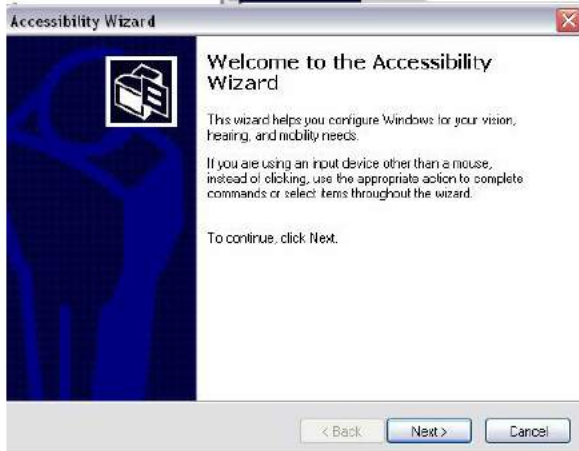 Accessibility Wizard
Welcome to the Accessibility
Wizard
This wizard helps you configure Windows for your vision,
hearing, and mobility needs.
If you are using an input device other than a mouse,
instead of clicking, use the appropriate action to complete
commands or select items throughout the wizard.
To continue, click Next.
< Back
Next >
Cancel